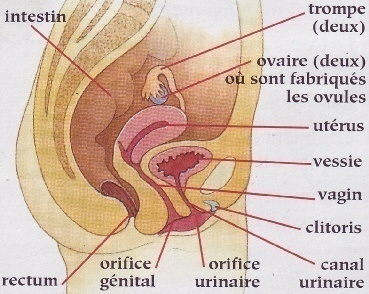 intestin
trompe
(deux)
ovaire (deux)
où sont fabriqués
les ovules
utérus
vessie
vagin
clitoris
canal
urinaire
orifice
urinaire
orifice
génital
rectum